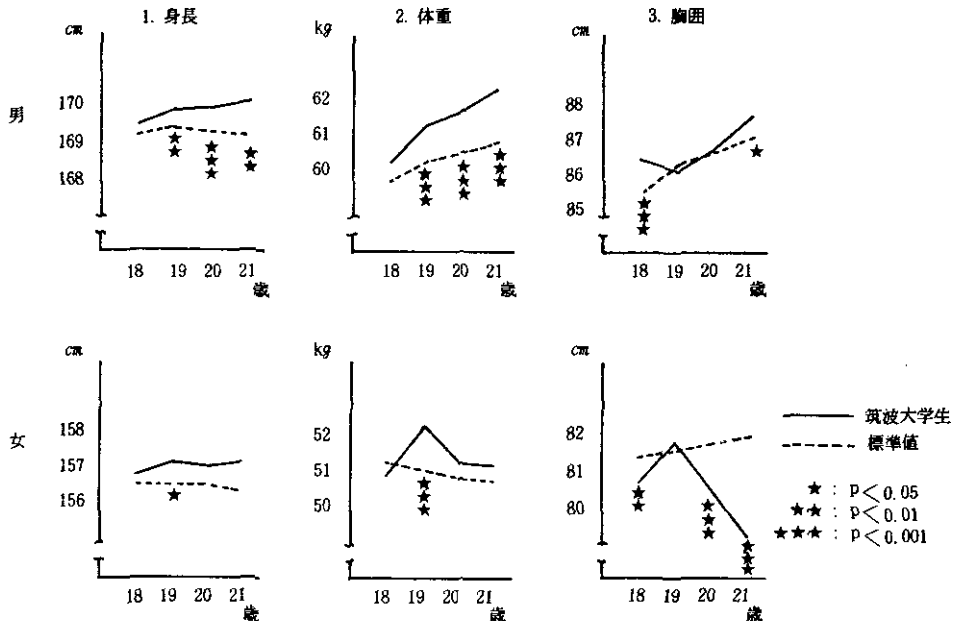 1. 身長
cm
170
169
168
★★
★★★
★★
18 19 20 21
歳
2. 体重
kg
62
61
60
★★★
★★★
★★★
18 19 20 21
歳
3. 胸囲
cm
88
87
86
85
★★★
★
18 19 20 21
歳
男
女
cm
158
157
156
★
18 19 20 21
歳
kg
52
51
50
★★★
18 19 20 21
歳
cm
82
81
80
★★
★★★
★★★
18 19 20 21
歳
筑波大学生
標準値
★ : p<0.05
★★ : p<0.01
★★★ : p<0.001